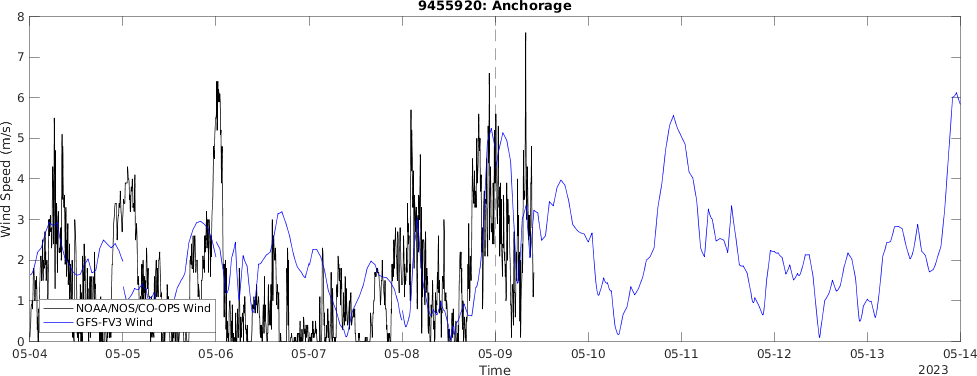 9455920: Anchorage
8
7
6
5
4
3
2
1
0
Wind Speed (m/s)
NOAA/NOS/CO-OPS Wind
GFS-FV3 Wind
05-04 05-05 05-06 05-07 05-08 05-09 05-10 05-11 05-12 05-13 05-14
Time
2023